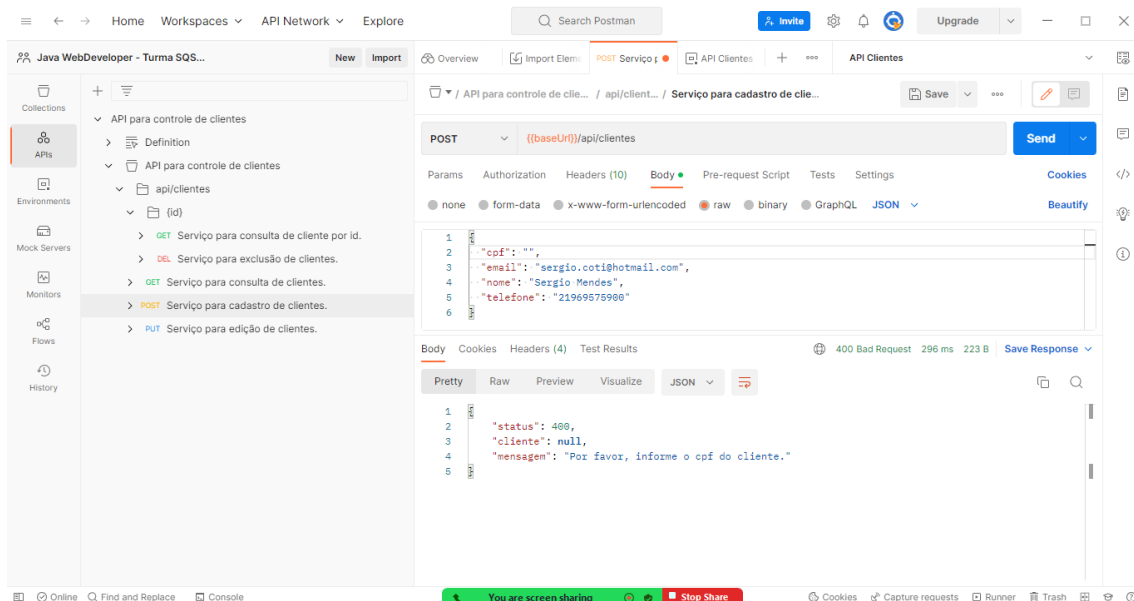 Home Workspaces API Network Explore Search Postman Invite Upgrade
Java WebDeveloper - Turma SQS... New Import Overview Import Elem POST Serviço p API Clientes API Clientes
Collections
APIs
Environments
Mock Servers
Monitors
Flows
History
API para controle de clientes
Definition
API para controle de clientes
api/clientes
{id}
GET Serviço para consulta de cliente por id.
DEL Serviço para exclusão de clientes.
GET Serviço para consulta de clientes.
POST Serviço para cadastro de clientes.
PUT Serviço para edição de clientes.
/ API para controle de clie... / api/client... / Serviço para cadastro de clie... Save
POST {{baseUrl}}/api/clientes Send
Params Authorization Headers (10) Body Pre-request Script Tests Settings Cookies
none form-data x-www-form-urlencoded raw binary GraphQL JSON Beautify
1 {
2 "cpf": "",
3 "email": "sergio.coti@hotmail.com",
4 "nome": "Sergio Mendes",
5 "telefone": "21969575900"
6 }
Body Cookies Headers (4) Test Results 400 Bad Request 296 ms 223 B Save Response
Pretty Raw Preview Visualize JSON
1 {
2 "status": 400,
3 "cliente": null,
4 "mensagem": "Por favor, informe o cpf do cliente."
5 }
Online Find and Replace Console You are screen sharing Stop Share Cookies Capture requests Runner Trash